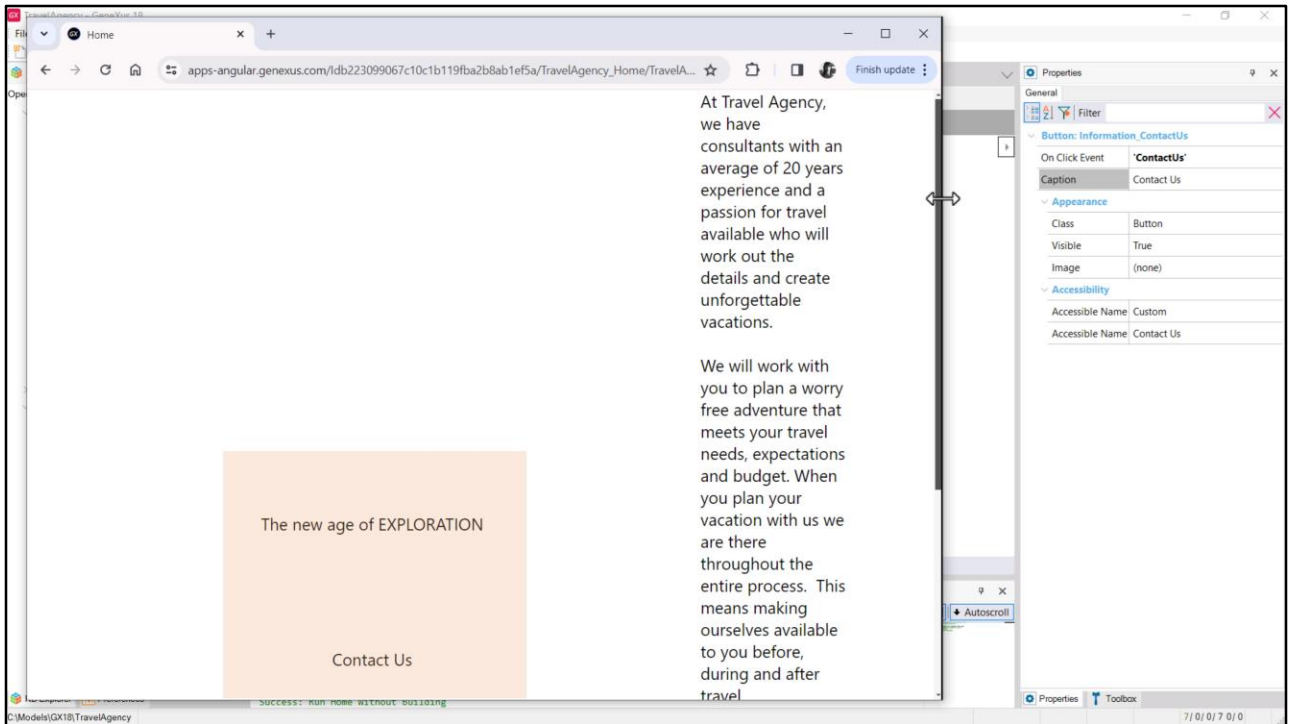 TravelAgency - GeneXus 18
Home
apps-angular.genexus.com/Idb223099067c10c1b119fba2b8ab1ef5a/TravelAgency_Home/TravelA...
Finish update
At Travel Agency,
we have
consultants with an
average of 20 years
experience and a
passion for travel
available who will
work out the
details and create
unforgettable
vacations.
We will work with
you to plan a worry
free adventure that
meets your travel
needs, expectations
and budget. When
you plan your
vacation with us we
are there
throughout the
entire process. This
means making
ourselves available
to you before,
during and after
travel
The new age of EXPLORATION
Contact Us
Properties
General
Filter
Button: Information_ContactUs
On Click Event 'ContactUs'
Caption Contact Us
Appearance
Class Button
Visible True
Image (none)
Accessibility
Accessible Name Custom
Accessible Name Contact Us
Autoscroll
Success: Run Home Without Building
Properties Toolbox
C:\Models\GX18\TravelAgency
7/ 0/ 0/ 7 0/ 0